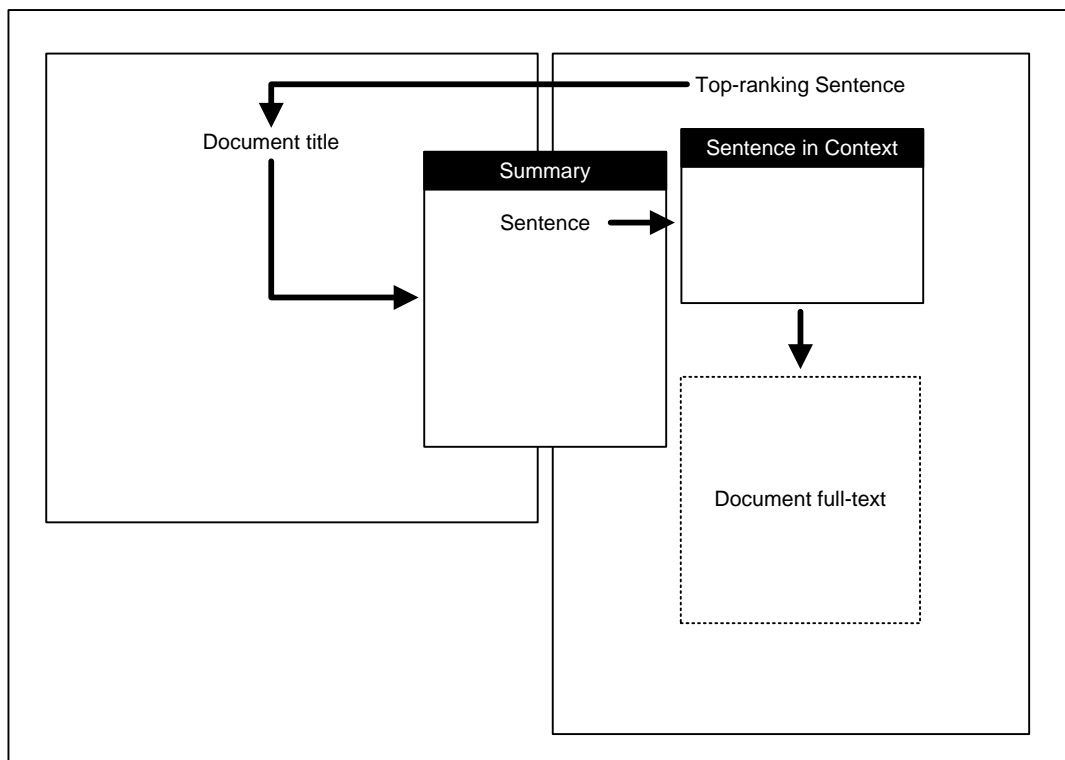 Top-ranking Sentence
Document title
Sentence in Context
Summary
Sentence
Document full-text